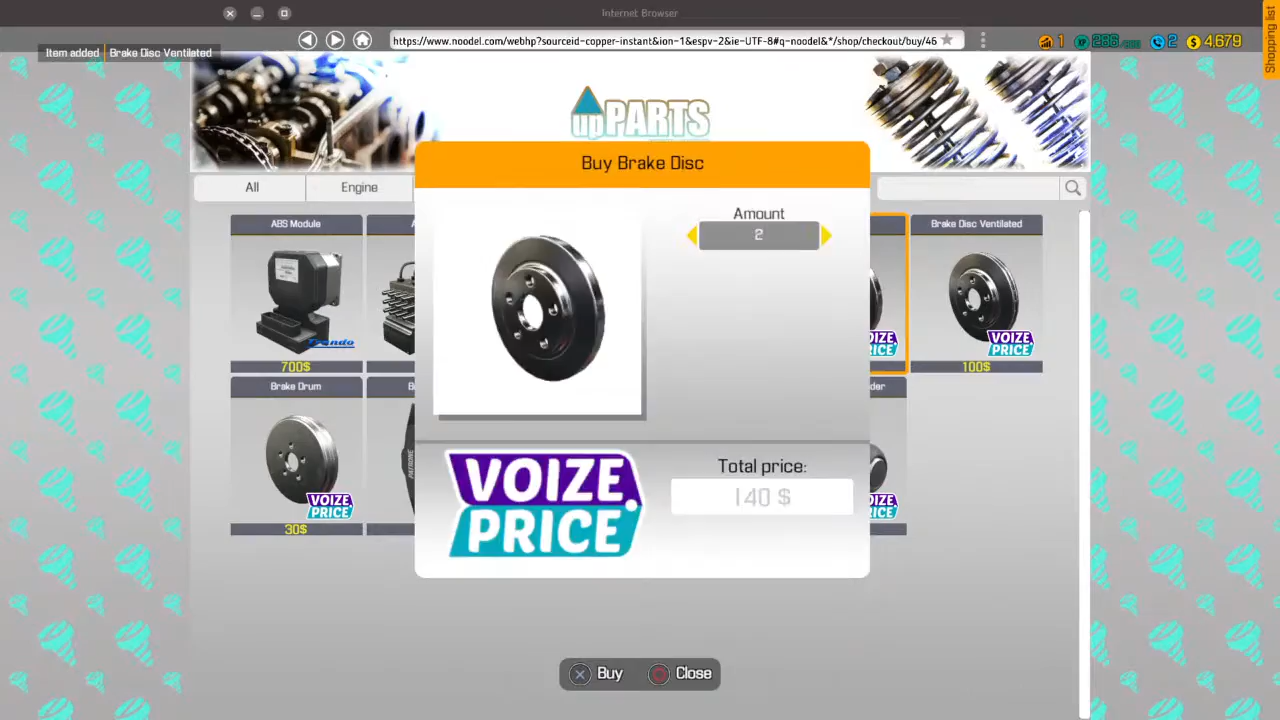 Internet Browser
https://www.noodel.com/webhp?sourceid-copper-instant&ion-1&espv-2&ie-UTF-8#q-noodel&*/shop/checkout/buy/46
1
2
4,679
Shopping list
Item added | Brake Disc Ventilated
upPARTS
Buy Brake Disc
All
Engine
Amount
2
ABS Module
Brake Disc Ventilated
VOIZE PRICE
700$
100$
Brake Drum
VOIZE.
PRICE
Total price:
140 $
VOIZE
PRICE
30$
Buy
Close